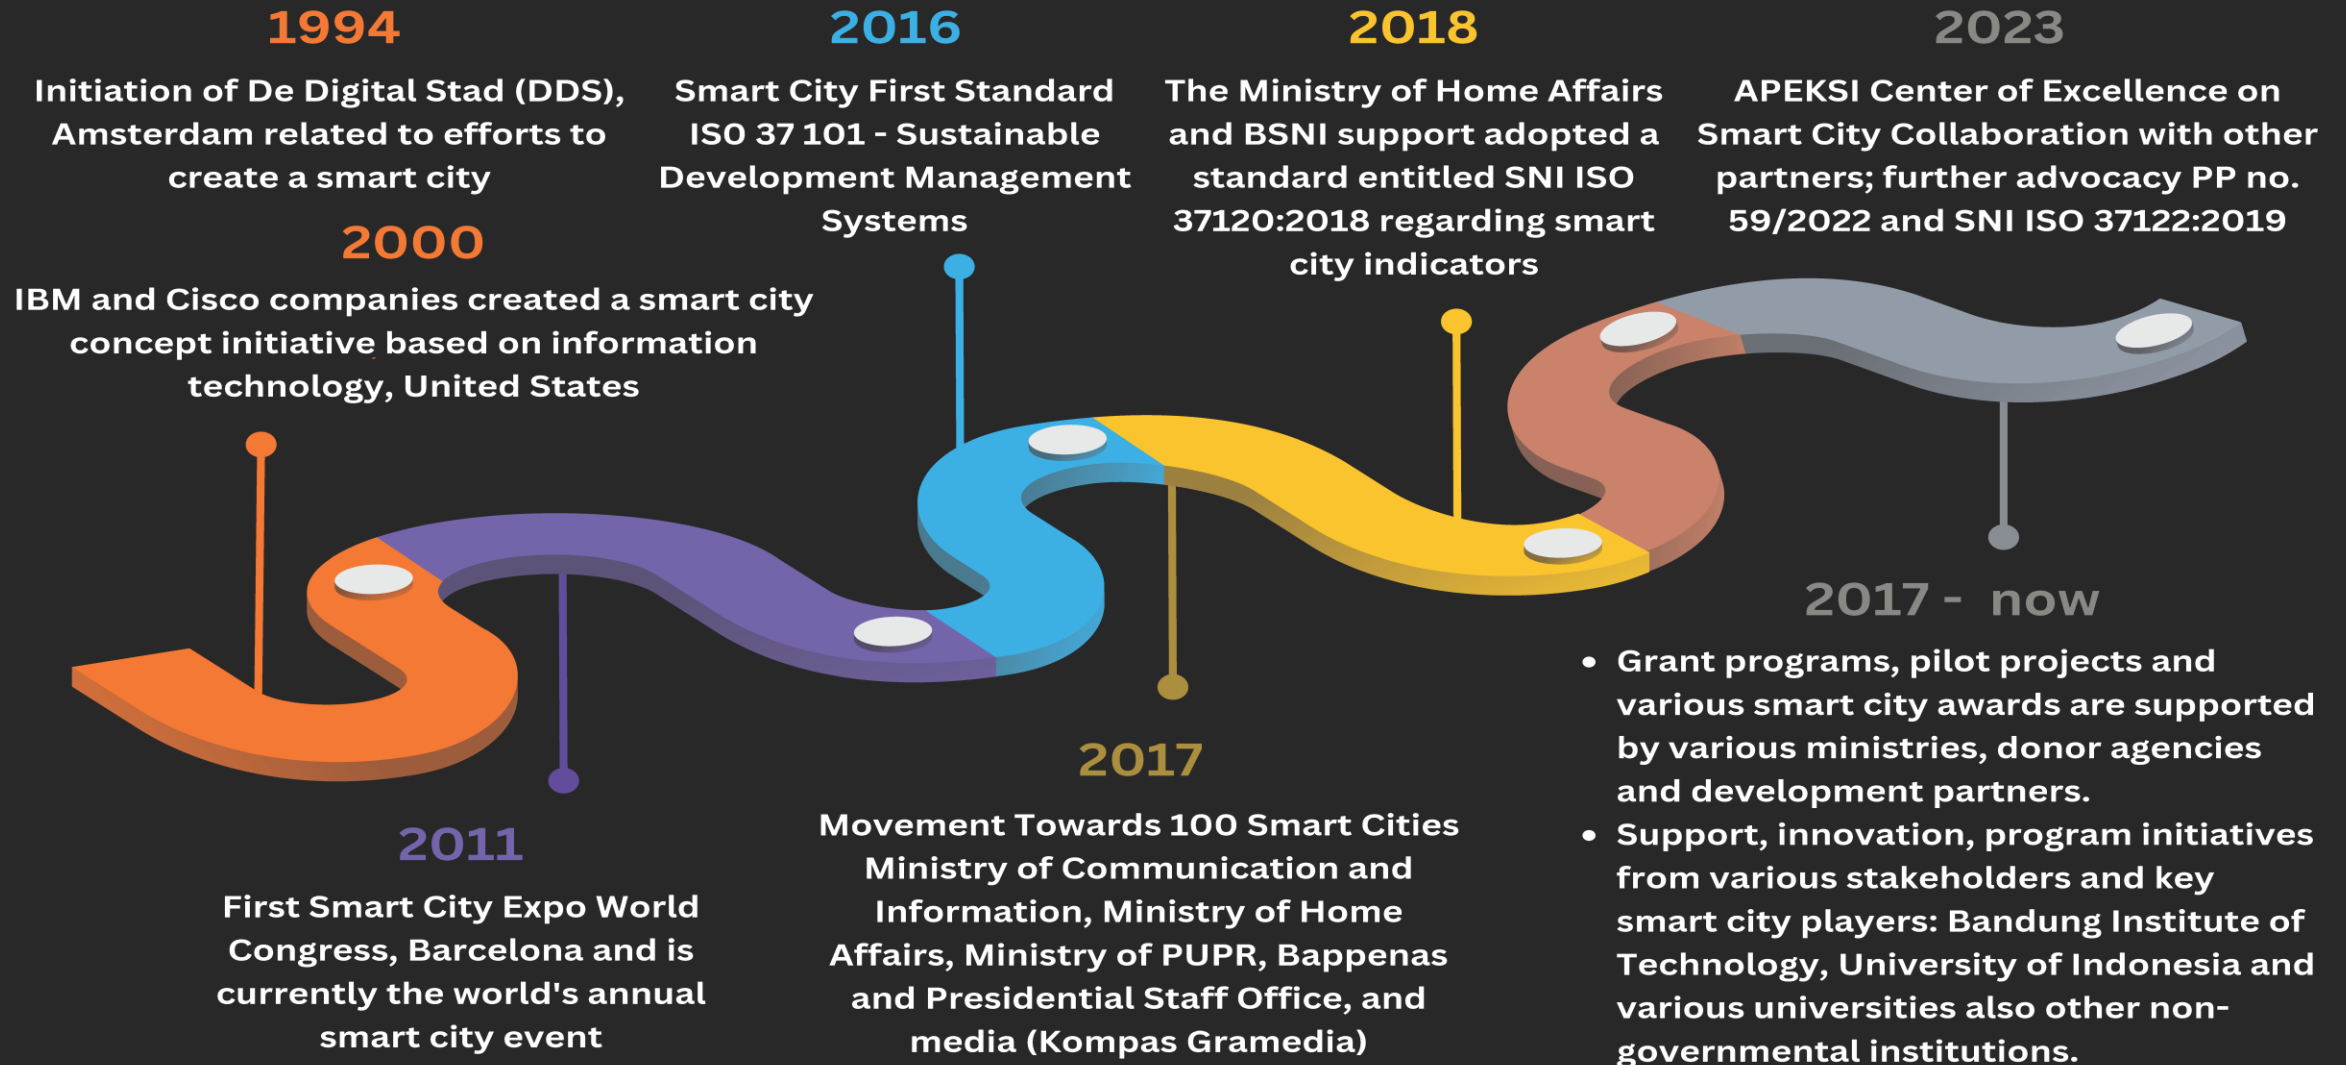 1994
Initiation of De Digital Stad (DDS),
Amsterdam related to efforts to
create a smart city
2000
IBM and Cisco companies created a smart city
concept initiative based on information
technology, United States
2016
Smart City First Standard
ISO 37 101 - Sustainable
Development Management
Systems
2018
The Ministry of Home Affairs
and BSNI support adopted a
standard entitled SNI ISO
37120:2018 regarding smart
city indicators
2023
APEKSI Center of Excellence on
Smart City Collaboration with other
partners; further advocacy PP no.
59/2022 and SNI ISO 37122:2019
2011
First Smart City Expo World
Congress, Barcelona and is
currently the world's annual
smart city event
2017
Movement Towards 100 Smart Cities
Ministry of Communication and
Information, Ministry of Home
Affairs, Ministry of PUPR, Bappenas
and Presidential Staff Office, and
media (Kompas Gramedia)
2017 - now
• Grant programs, pilot projects and
various smart city awards are supported
by various ministries, donor agencies
and development partners.
• Support, innovation, program initiatives
from various stakeholders and key
smart city players: Bandung Institute of
Technology, University of Indonesia and
various universities also other non-
governmental institutions.